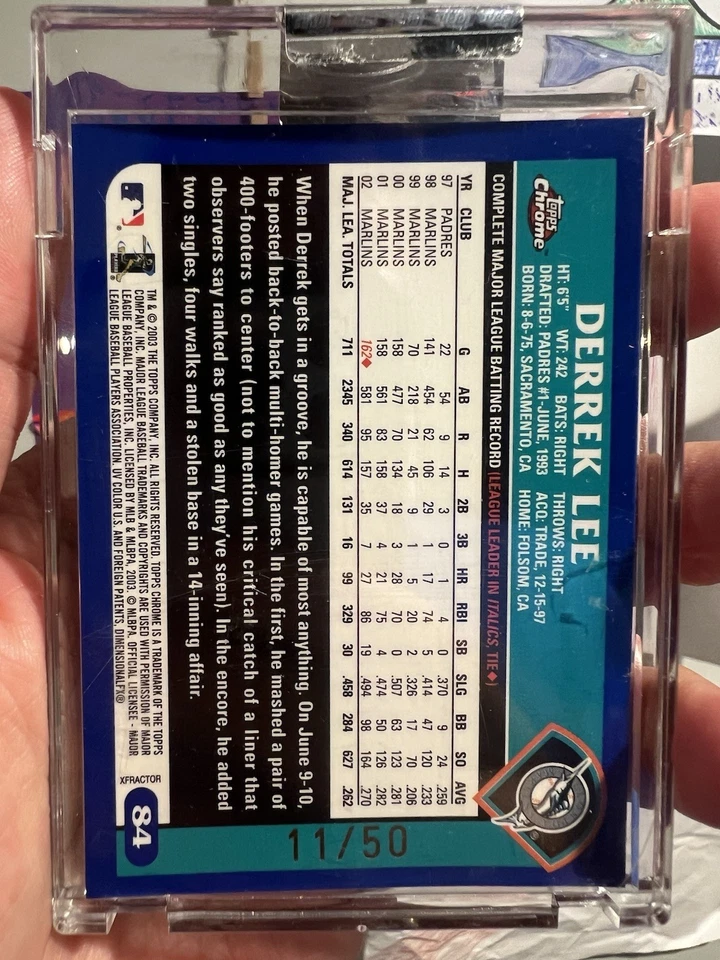 DERREK LEE
Topps Chrome
HT: 6'5" WT: 242 BATS: RIGHT THROWS: RIGHT
DRAFTED: PADRES #1-JUNE, 1993 ACQ: TRADE, 12-15-97
BORN: 8-6-75, SACRAMENTO, CA HOME: FOLSOM, CA
COMPLETE MAJOR LEAGUE BATTING RECORD (LEAGUE LEADER IN ITALICS, TIE♦)
YR CLUB G AB R H 2B 3B HR RBI SB SLG BB SO AVG
97 PADRES 22 54 9 14 3 0 1 4 0 .370 9 24 .259
98 MARLINS 141 454 62 106 29 1 17 74 5 .414 47 120 .233
99 MARLINS 70 218 21 45 9 1 5 20 2 .326 17 70 .206
00 MARLINS 158 477 70 134 18 3 28 70 0 .507 63 123 .281
01 MARLINS 158 561 83 158 37 4 21 75 4 .474 50 126 .282
02 MARLINS 162♦ 581 95 157 35 7 27 86 19 .494 98 164 .270
MAJ. LEA. TOTALS 711 2345 340 614 131 16 99 329 30 .458 284 627 .262
When Derrek gets in a groove, he is capable of most anything. On June 9-10,
he posted back-to-back multi-homer games. In the first, he mashed a pair of
400-footers to center (not to mention his critical catch of a liner that
observers say ranked as good as any they've seen). In the encore, he added
two singles, four walks and a stolen base in a 14-inning affair.
TM & © 2003 THE TOPPS COMPANY, INC. ALL RIGHTS RESERVED. TOPPS CHROME IS A TRADEMARK OF THE TOPPS
COMPANY, INC. MAJOR LEAGUE BASEBALL TRADEMARKS AND COPYRIGHTS ARE USED WITH PERMISSION OF MAJOR
LEAGUE BASEBALL PROPERTIES, INC. LICENSED BY MLB & MLBPA, 2003. © MLBPA. OFFICIAL LICENSEE - MAJOR
LEAGUE BASEBALL PLAYERS ASSOCIATION. UV COLOR U.S. AND FOREIGN PATENTS, DIMENSIONALFX®
XFRACTOR
84
11/50